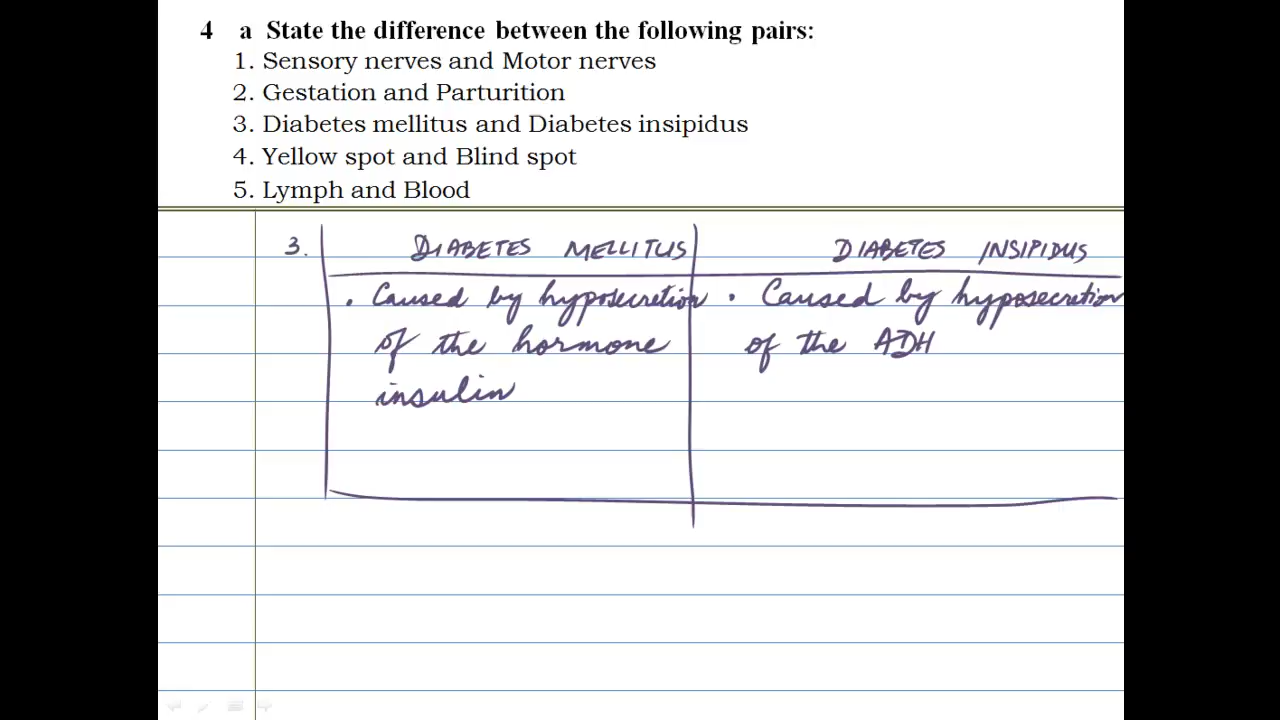 4 a State the difference between the following pairs:
1. Sensory nerves and Motor nerves
2. Gestation and Parturition
3. Diabetes mellitus and Diabetes insipidus
4. Yellow spot and Blind spot
5. Lymph and Blood
3. DIABETES MELLITUS DIABETES INSIPIDUS
• Caused by hyposecretion • Caused by hyposecretion
of the hormone of the ADH
insulin